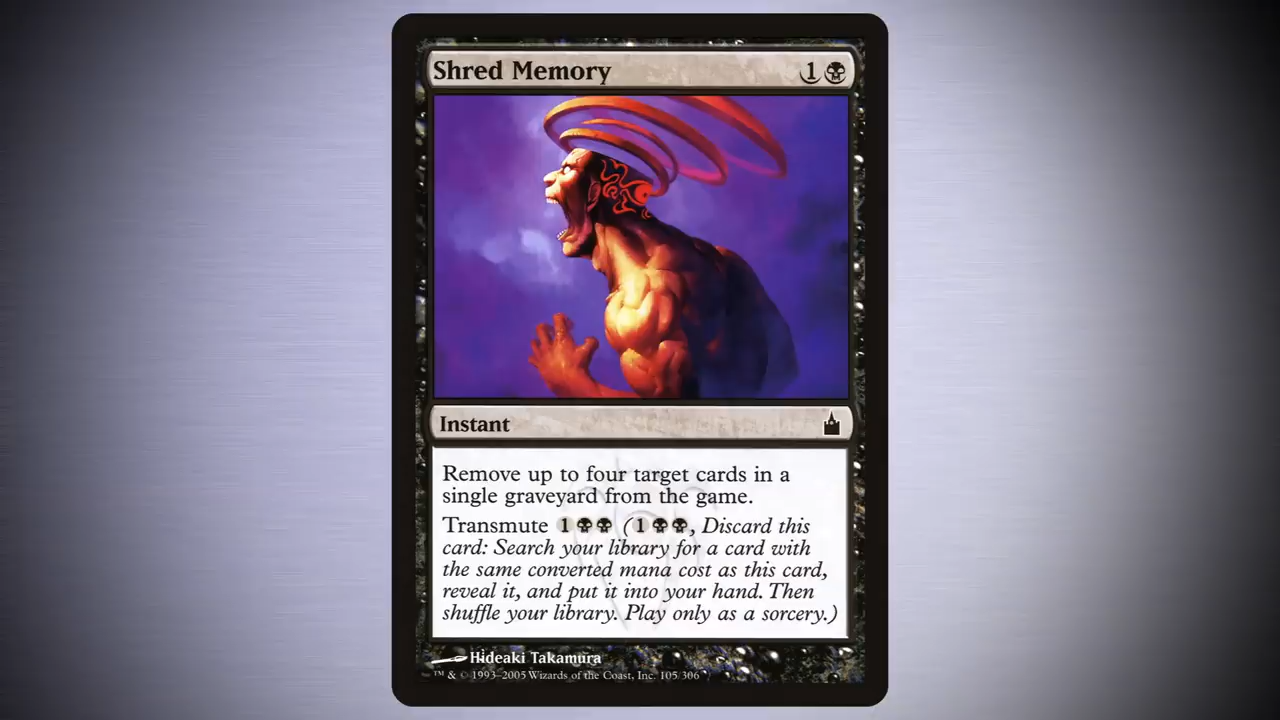 Shred Memory 1
Instant
Remove up to four target cards in a
single graveyard from the game.
Transmute 1 (1, Discard this
card: Search your library for a card with
the same converted mana cost as this card,
reveal it, and put it into your hand. Then
shuffle your library. Play only as a sorcery.)
Hideaki Takamura
™ & © 1993–2005 Wizards of the Coast, Inc. 105/306